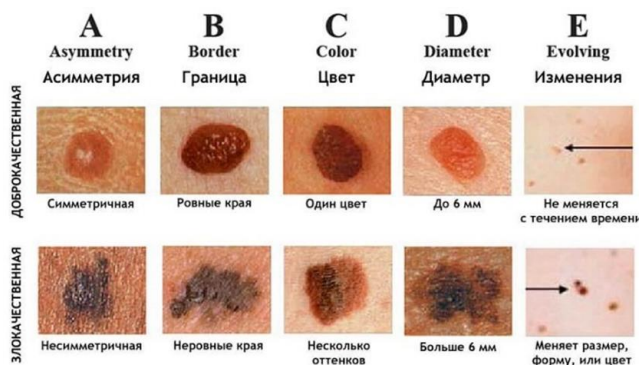 A B C D E
Asymmetry Border Color Diameter Evolving
Асимметрия Граница Цвет Диаметр Изменения
ДОБРОКАЧЕСТВЕННАЯ
Симметричная Ровные края Один цвет До 6 мм Не меняется
с течением времени
ЗЛОКАЧЕСТВЕННАЯ
Несимметричная Неровные края Несколько Больше 6 мм Меняет размер,
оттенков форму, или цвет